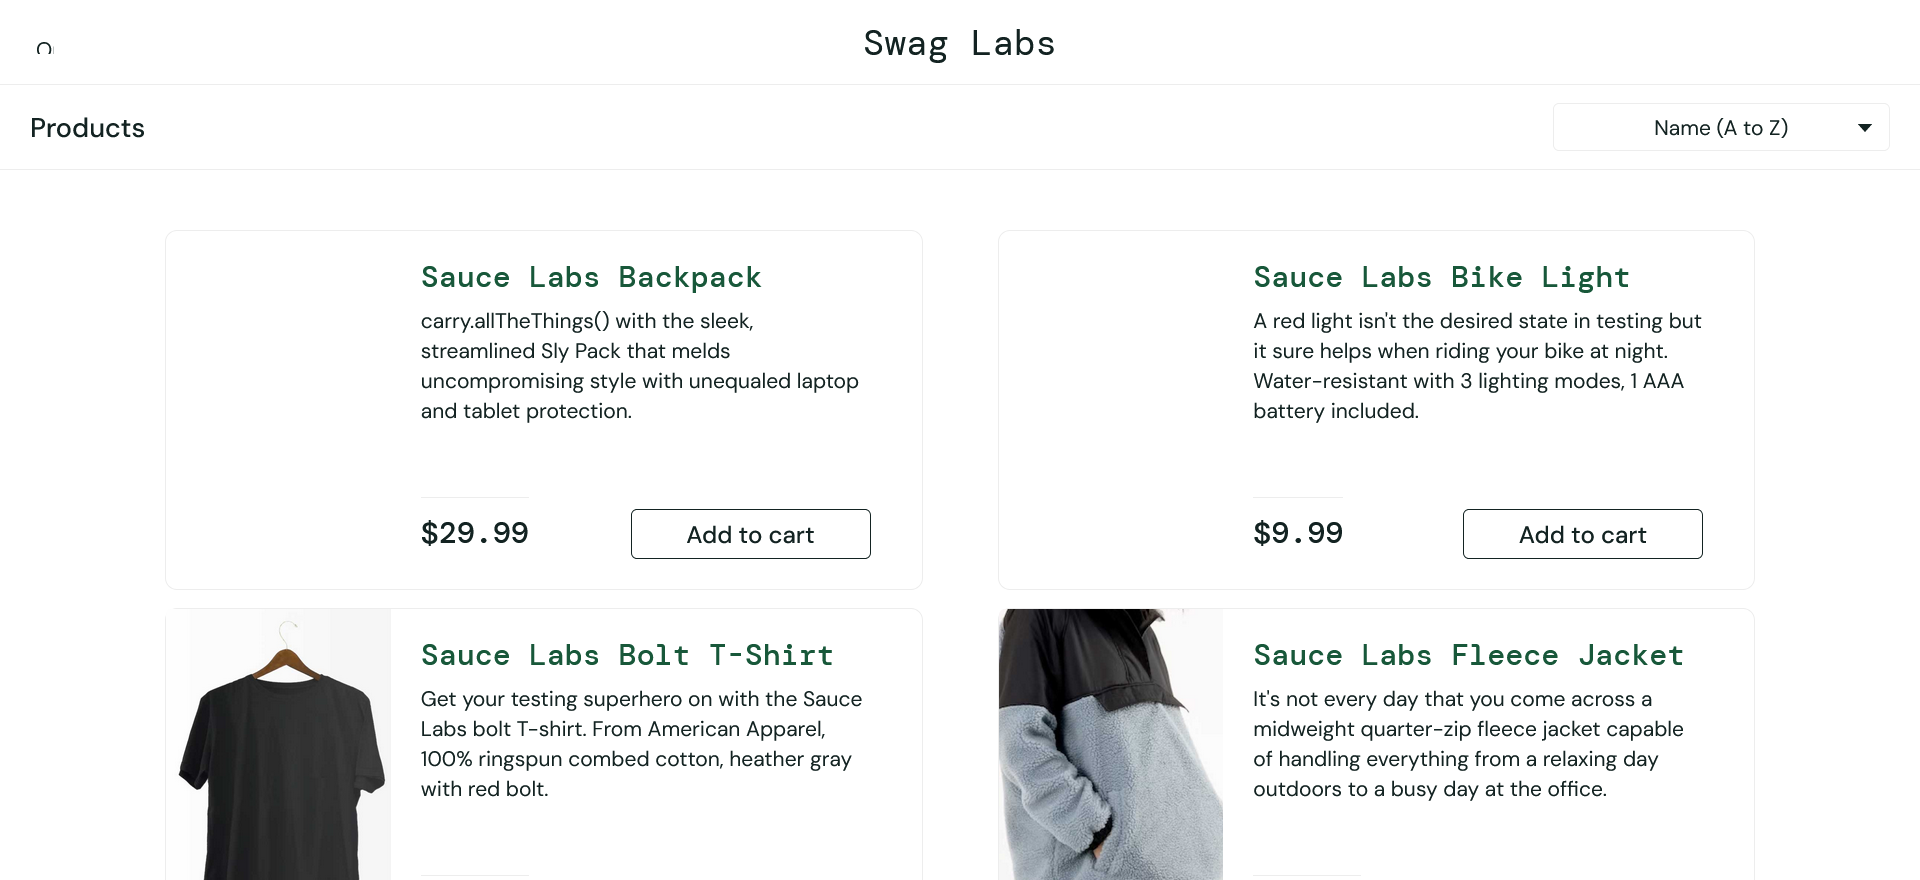 Swag Labs
Products
Name (A to Z)
Sauce Labs Backpack
carry.allTheThings() with the sleek,
streamlined Sly Pack that melds
uncompromising style with unequaled laptop
and tablet protection.
$29.99
Add to cart
Sauce Labs Bike Light
A red light isn't the desired state in testing but
it sure helps when riding your bike at night.
Water-resistant with 3 lighting modes, 1 AAA
battery included.
$9.99
Add to cart
Sauce Labs Bolt T-Shirt
Get your testing superhero on with the Sauce
Labs bolt T-shirt. From American Apparel,
100% ringspun combed cotton, heather gray
with red bolt.
Sauce Labs Fleece Jacket
It's not every day that you come across a
midweight quarter-zip fleece jacket capable
of handling everything from a relaxing day
outdoors to a busy day at the office.